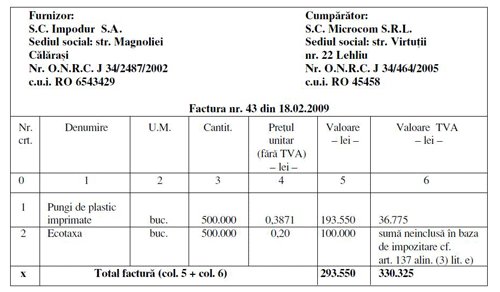 Furnizor:
S.C. Impodur S.A.
Sediul social: str. Magnoliei
Călărași
Nr. O.N.R.C. J 34/2487/2002
c.u.i. RO 6543429
Cumpărător:
S.C. Microcom S.R.L.
Sediul social: str. Virtuții
nr. 22 Lehliu
Nr. O.N.R.C. J 34/464/2005
c.u.i. RO 45458
Factura nr. 43 din 18.02.2009
Nr. crt. Denumire U.M. Cantit. Prețul unitar (fără TVA) – lei – Valoare – lei – Valoare TVA – lei –
0 1 2 3 4 5 6
1 Pungi de plastic imprimate buc. 500.000 0,3871 193.550 36.775
2 Ecotaxa buc. 500.000 0,20 100.000 sumă neinclusă în baza
de impozitare cf.
art. 137 alin. (3) lit. e)
x Total factură (col. 5 + col. 6) 293.550 330.325